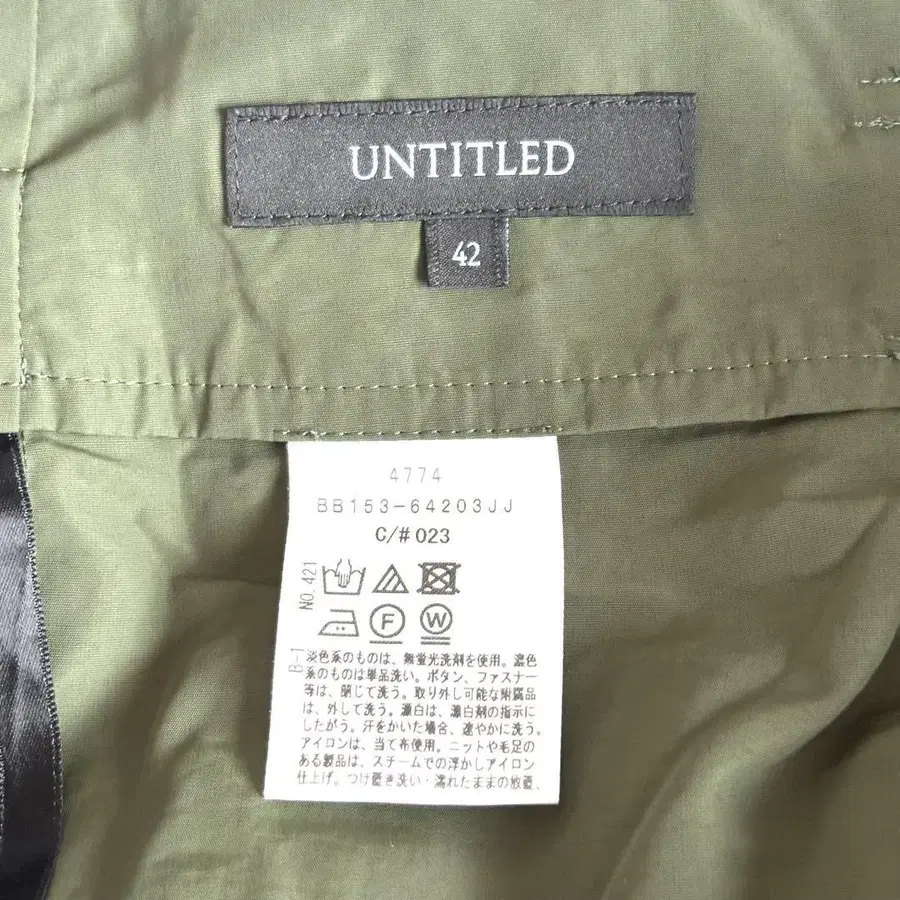 UNTITLED
42
4774
BB153-64203JJ
C/# 023
NO. 421
B-1
F
W
淡色系のものは、無蛍光洗剤を使用。濃色
系のものは単品洗い。ボタン、ファスナー
等は、閉じて洗う。取り外し可能な附属品
は、外して洗う。漂白は、漂白剤の指示に
したがう。汗をかいた場合、速やかに洗う。
アイロンは、当て布使用。ニットや毛足の
ある製品は、スチームでの浮かしアイロン
仕上げ。つけ置き洗い・濡れたままの放置、